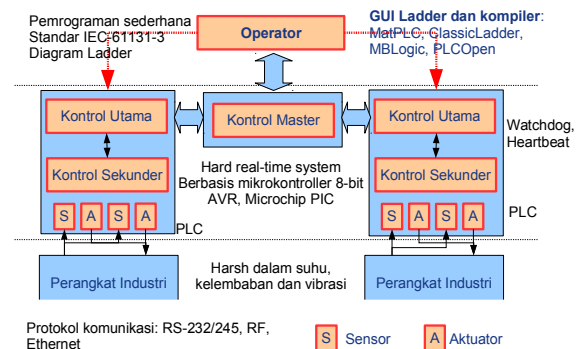 Pemrograman sederhana
Standar IEC-61131-3
Diagram Ladder
Operator
GUI Ladder dan kompiler:
MatPLC, ClassicLadder,
MBLogic, PLCOpen
Kontrol Utama
Kontrol Sekunder
S A S A
PLC
Kontrol Master
Hard real-time system
Berbasis mikrokontroller 8-bit
AVR, Microchip PIC
Kontrol Utama
Kontrol Sekunder
S A S A
PLC
Watchdog,
Heartbeat
Perangkat Industri
Harsh dalam suhu,
kelembaban dan vibrasi
Perangkat Industri
Protokol komunikasi: RS-232/245, RF,
Ethernet
S Sensor
A Aktuator